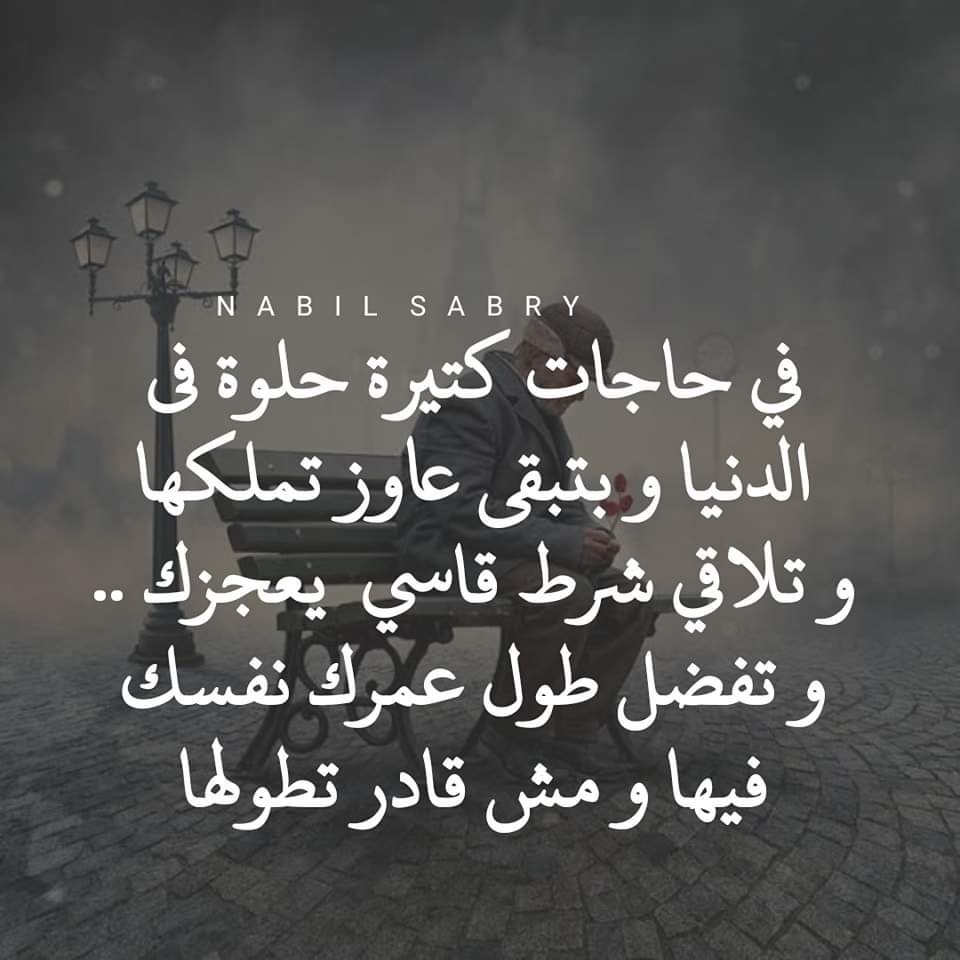 NABIL SABRY
في حاجات كتيرة حلوة فى
الدنيا و بتبقى عاوز تملكها
و تلاقي شرط قاسي يعجزك ..
و تفضل طول عمرك نفسك
فيها و مش قادر تطولها